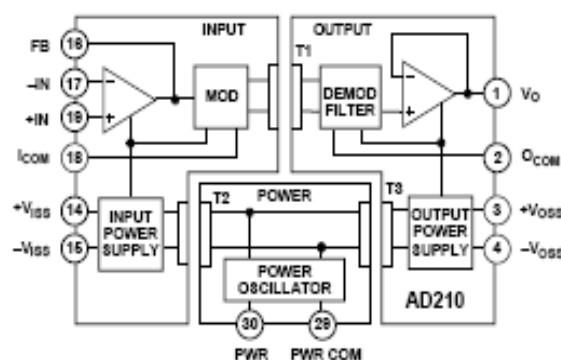 INPUT
OUTPUT
FB 16
–IN 17
+IN 19
ICOM 18
+VISS 14
–VISS 15
MOD
T1
DEMOD
FILTER
1 VO
2 OCOM
3 +VOSS
4 –VOSS
INPUT
POWER
SUPPLY
T2
POWER
T3
POWER
OSCILLATOR
OUTPUT
POWER
SUPPLY
AD210
30
29
PWR
PWR COM